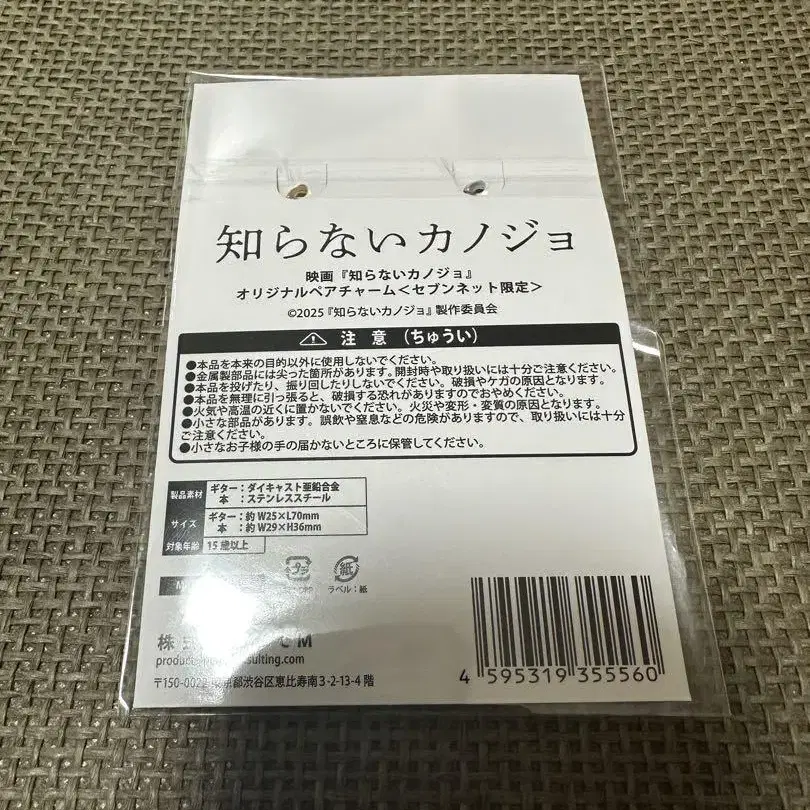 知らないカノジョ
映画『知らないカノジョ』
オリジナルペアチャーム＜セブンネット限定＞
©2025『知らないカノジョ』製作委員会
注 意 （ちゅうい）
●本品を本来の目的以外に使用しないでください。
●金属製部品には尖った箇所があります。開封時や取り扱いには十分ご注意ください。
●本品を投げたり、振り回したりしないでください。破損やケガの原因となります。
●本品を無理に引っ張ると、破損する恐れがありますのでおやめください。
●火気や高温の近くに置かないでください。火災や変形・変質の原因となります。
●小さな部品があります。誤飲や窒息などの危険がありますので、取り扱いには十分
ご注意ください。
●小さなお子様の手の届かないところに保管してください。
製品素材 ギター：ダイキャスト亜鉛合金
本：ステンレススチール
サイズ ギター：約 W25×L70mm
本：約 W29×H36mm
対象年齢 15 歳以上
紙
ラベル：紙
株式 M
〒150-0022 東京都渋谷区恵比寿南3-2-13-4 階
4 595319 355560